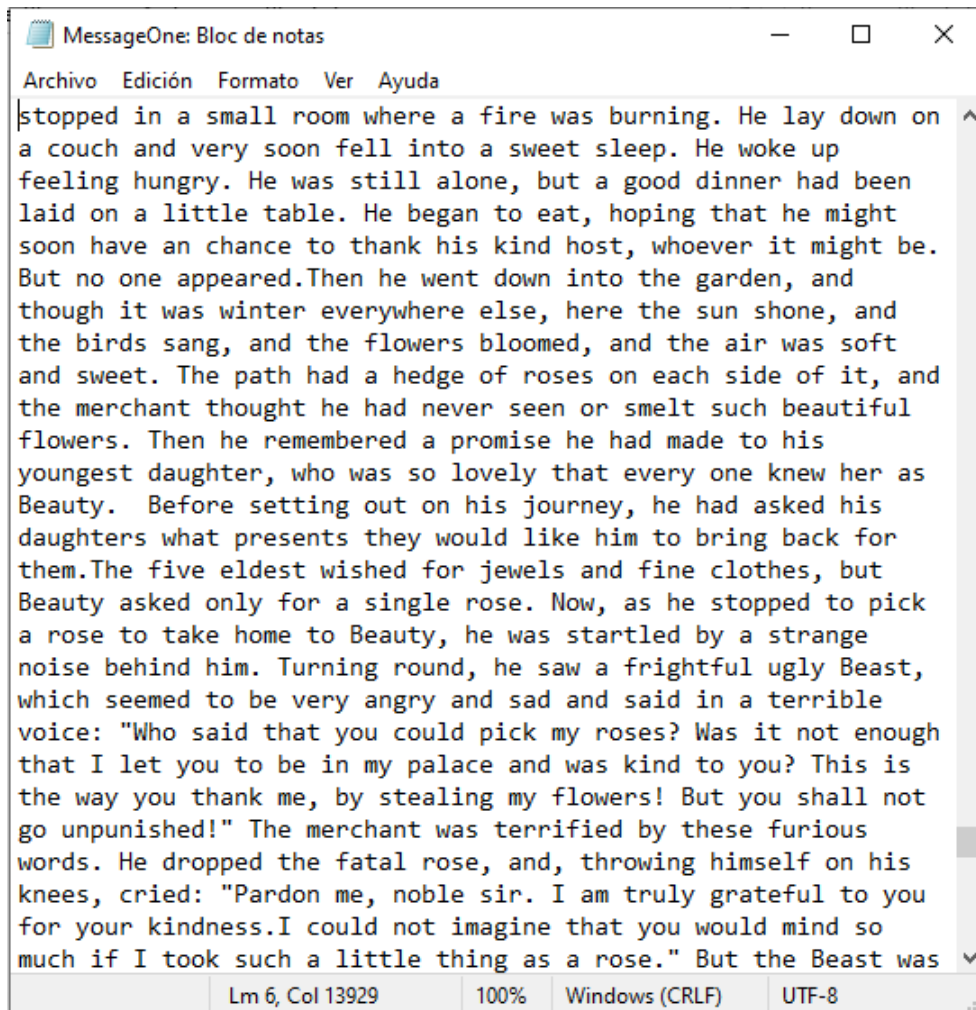 MessageOne: Bloc de notas
Archivo Edición Formato Ver Ayuda
stopped in a small room where a fire was burning. He lay down on
a couch and very soon fell into a sweet sleep. He woke up
feeling hungry. He was still alone, but a good dinner had been
laid on a little table. He began to eat, hoping that he might
soon have an chance to thank his kind host, whoever it might be.
But no one appeared.Then he went down into the garden, and
though it was winter everywhere else, here the sun shone, and
the birds sang, and the flowers bloomed, and the air was soft
and sweet. The path had a hedge of roses on each side of it, and
the merchant thought he had never seen or smelt such beautiful
flowers. Then he remembered a promise he had made to his
youngest daughter, who was so lovely that every one knew her as
Beauty.  Before setting out on his journey, he had asked his
daughters what presents they would like him to bring back for
them.The five eldest wished for jewels and fine clothes, but
Beauty asked only for a single rose. Now, as he stopped to pick
a rose to take home to Beauty, he was startled by a strange
noise behind him. Turning round, he saw a frightful ugly Beast,
which seemed to be very angry and sad and said in a terrible
voice: "Who said that you could pick my roses? Was it not enough
that I let you to be in my palace and was kind to you? This is
the way you thank me, by stealing my flowers! But you shall not
go unpunished!" The merchant was terrified by these furious
words. He dropped the fatal rose, and, throwing himself on his
knees, cried: "Pardon me, noble sir. I am truly grateful to you
for your kindness.I could not imagine that you would mind so
much if I took such a little thing as a rose." But the Beast was
Lm 6, Col 13929 100% Windows (CRLF) UTF-8